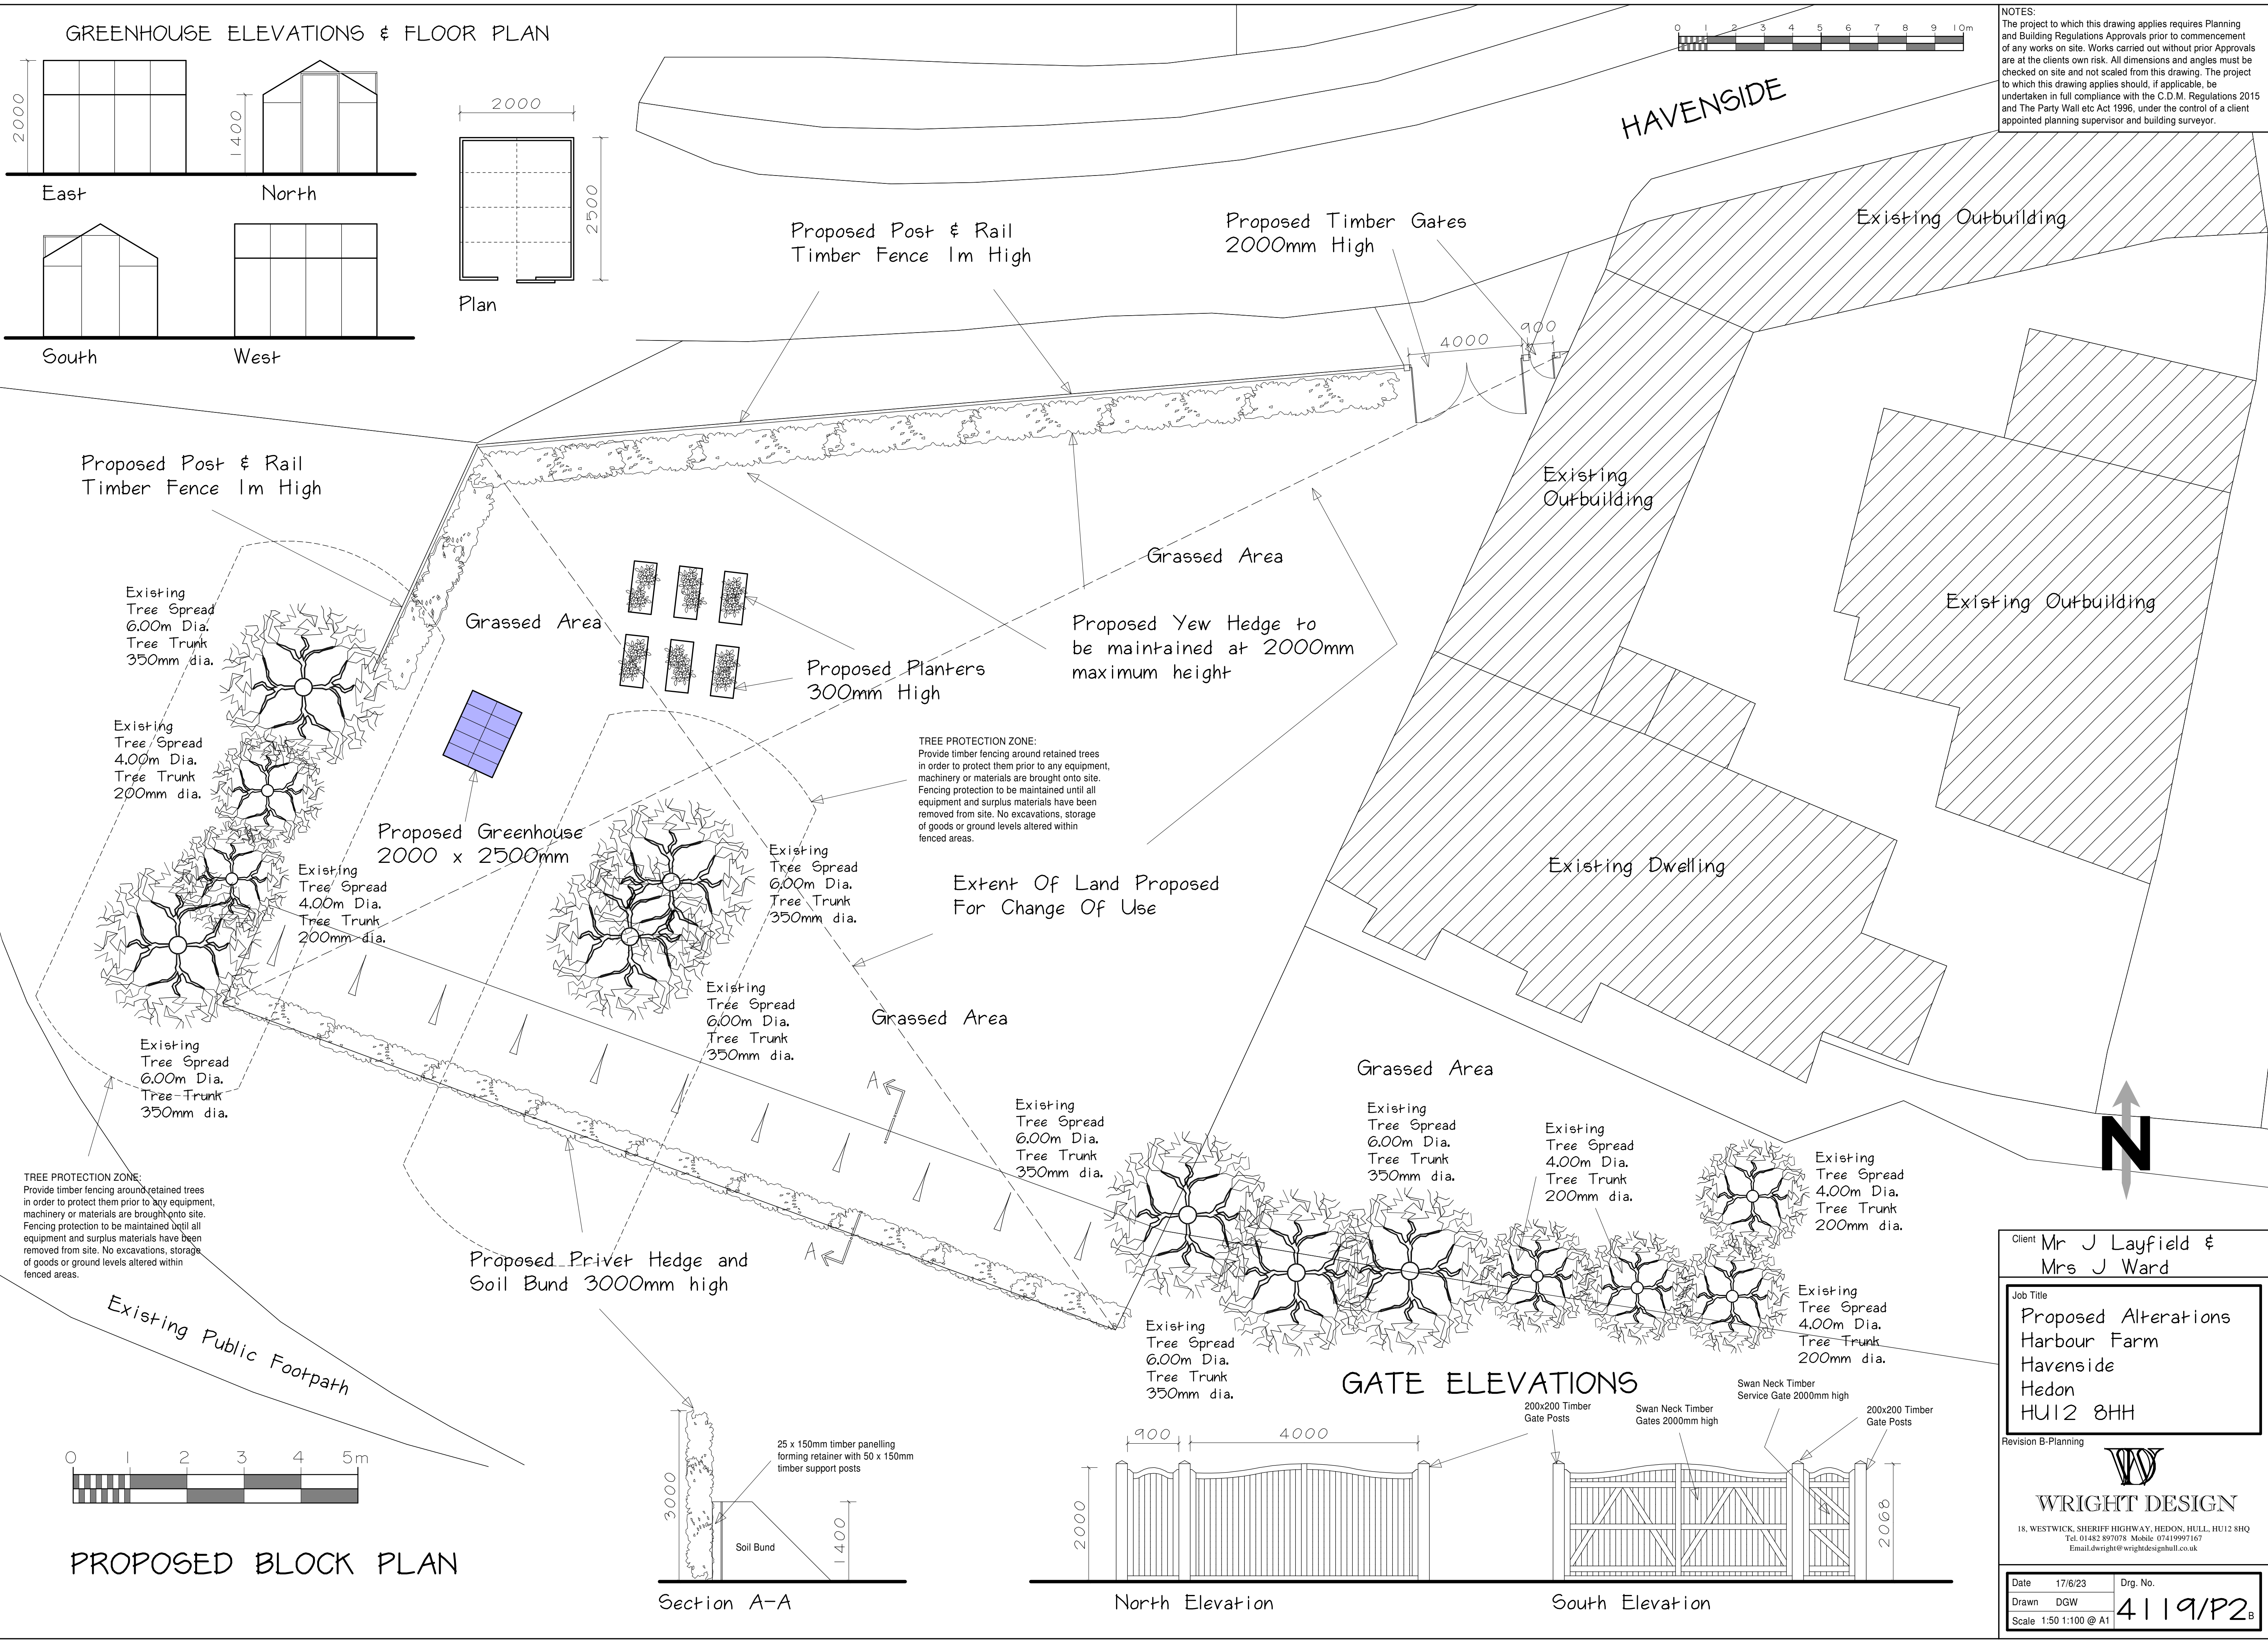 GREENHOUSE ELEVATIONS & FLOOR PLAN
2000
1400
East
North
South
West
2000
2500
Plan
0 1 2 3 4 5 6 7 8 9 10m
HAVENSIDE
NOTES:
The project to which this drawing applies requires Planning
and Building Regulations Approvals prior to commencement
of any works on site. Works carried out without prior Approvals
are at the clients own risk. All dimensions and angles must be
checked on site and not scaled from this drawing. The project
to which this drawing applies should, if applicable, be
undertaken in full compliance with the C.D.M. Regulations 2015
and The Party Wall etc Act 1996, under the control of a client
appointed planning supervisor and building surveyor.
Proposed Post & Rail
Timber Fence 1m High
Proposed Timber Gates
2000mm High
4000
900
Existing Outbuilding
Existing
Outbuilding
Existing Outbuilding
Existing Dwelling
Proposed Post & Rail
Timber Fence 1m High
Grassed Area
Grassed Area
Proposed Yew Hedge to
be maintained at 2000mm
maximum height
Proposed Planters
300mm High
Existing
Tree Spread
6.00m Dia.
Tree Trunk
350mm dia.
Existing
Tree Spread
4.00m Dia.
Tree Trunk
200mm dia.
Proposed Greenhouse
2000 x 2500mm
TREE PROTECTION ZONE:
Provide timber fencing around retained trees
in order to protect them prior to any equipment,
machinery or materials are brought onto site.
Fencing protection to be maintained until all
equipment and surplus materials have been
removed from site. No excavations, storage
of goods or ground levels altered within
fenced areas.
Existing
Tree Spread
4.00m Dia.
Tree Trunk
200mm dia.
Existing
Tree Spread
6.00m Dia.
Tree Trunk
350mm dia.
Extent Of Land Proposed
For Change Of Use
Existing
Tree Spread
6.00m Dia.
Tree Trunk
350mm dia.
Grassed Area
Existing
Tree Spread
6.00m Dia.
Tree Trunk
350mm dia.
A
A
Grassed Area
Existing
Tree Spread
6.00m Dia.
Tree Trunk
350mm dia.
Existing
Tree Spread
6.00m Dia.
Tree Trunk
350mm dia.
Existing
Tree Spread
4.00m Dia.
Tree Trunk
200mm dia.
Existing
Tree Spread
4.00m Dia.
Tree Trunk
200mm dia.
Existing
Tree Spread
4.00m Dia.
Tree Trunk
200mm dia.
Existing
Tree Spread
6.00m Dia.
Tree Trunk
350mm dia.
N
TREE PROTECTION ZONE:
Provide timber fencing around retained trees
in order to protect them prior to any equipment,
machinery or materials are brought onto site.
Fencing protection to be maintained until all
equipment and surplus materials have been
removed from site. No excavations, storage
of goods or ground levels altered within
fenced areas.
Proposed Privet Hedge and
Soil Bund 3000mm high
Existing Public Footpath
0 1 2 3 4 5m
PROPOSED BLOCK PLAN
3000
25 x 150mm timber panelling
forming retainer with 50 x 150mm
timber support posts
Soil Bund
1400
Section A-A
GATE ELEVATIONS
900
4000
2000
200x200 Timber
Gate Posts
Swan Neck Timber
Gates 2000mm high
Swan Neck Timber
Service Gate 2000mm high
200x200 Timber
Gate Posts
2068
North Elevation
South Elevation
Client Mr J Layfield &
Mrs J Ward
Job Title
Proposed Alterations
Harbour Farm
Havenside
Hedon
HU12 8HH
Revision B-Planning
WD
WRIGHT DESIGN
18, WESTWICK, SHERIFF HIGHWAY, HEDON, HULL, HU12 8HQ
Tel. 01482 897078 Mobile 07419997167
Email.dwright@wrightdesignhull.co.uk
Date 17/6/23
Drawn DGW
Scale 1:50 1:100 @ A1
Drg. No.
4119/P2 B